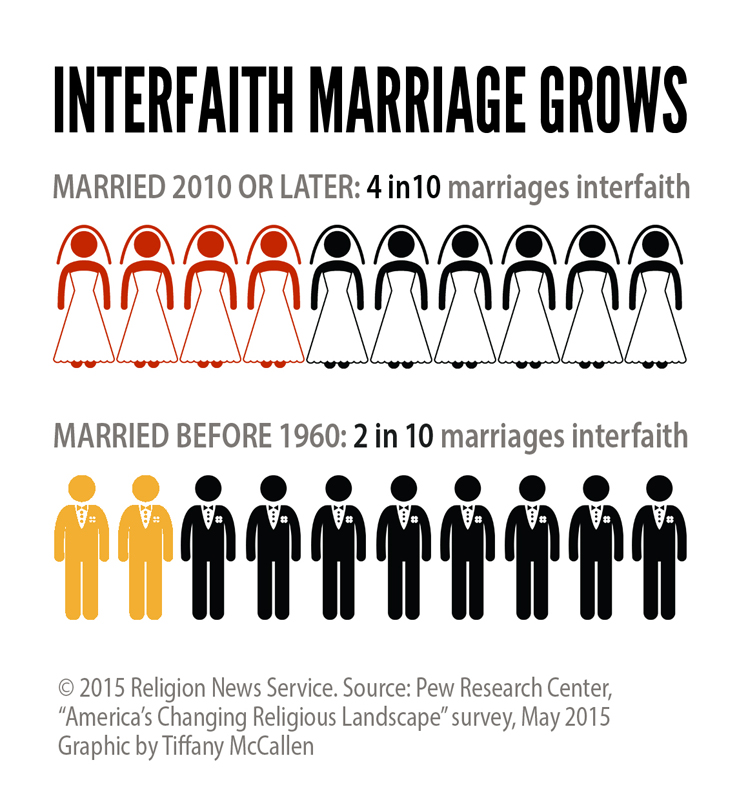 INTERFAITH MARRIAGE GROWS
MARRIED 2010 OR LATER: 4 in10 marriages interfaith
MARRIED BEFORE 1960: 2 in 10 marriages interfaith
© 2015 Religion News Service. Source: Pew Research Center,
“America’s Changing Religious Landscape” survey, May 2015
Graphic by Tiffany McCallen